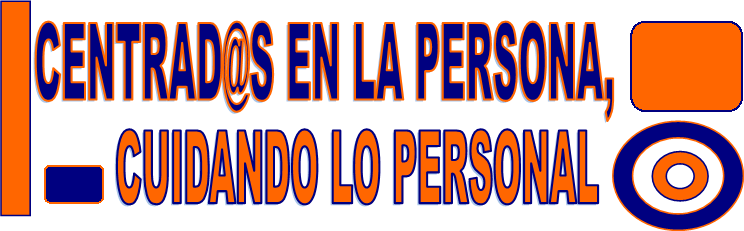 CENTRAD@S EN LA PERSONA,
CUIDANDO LO PERSONAL